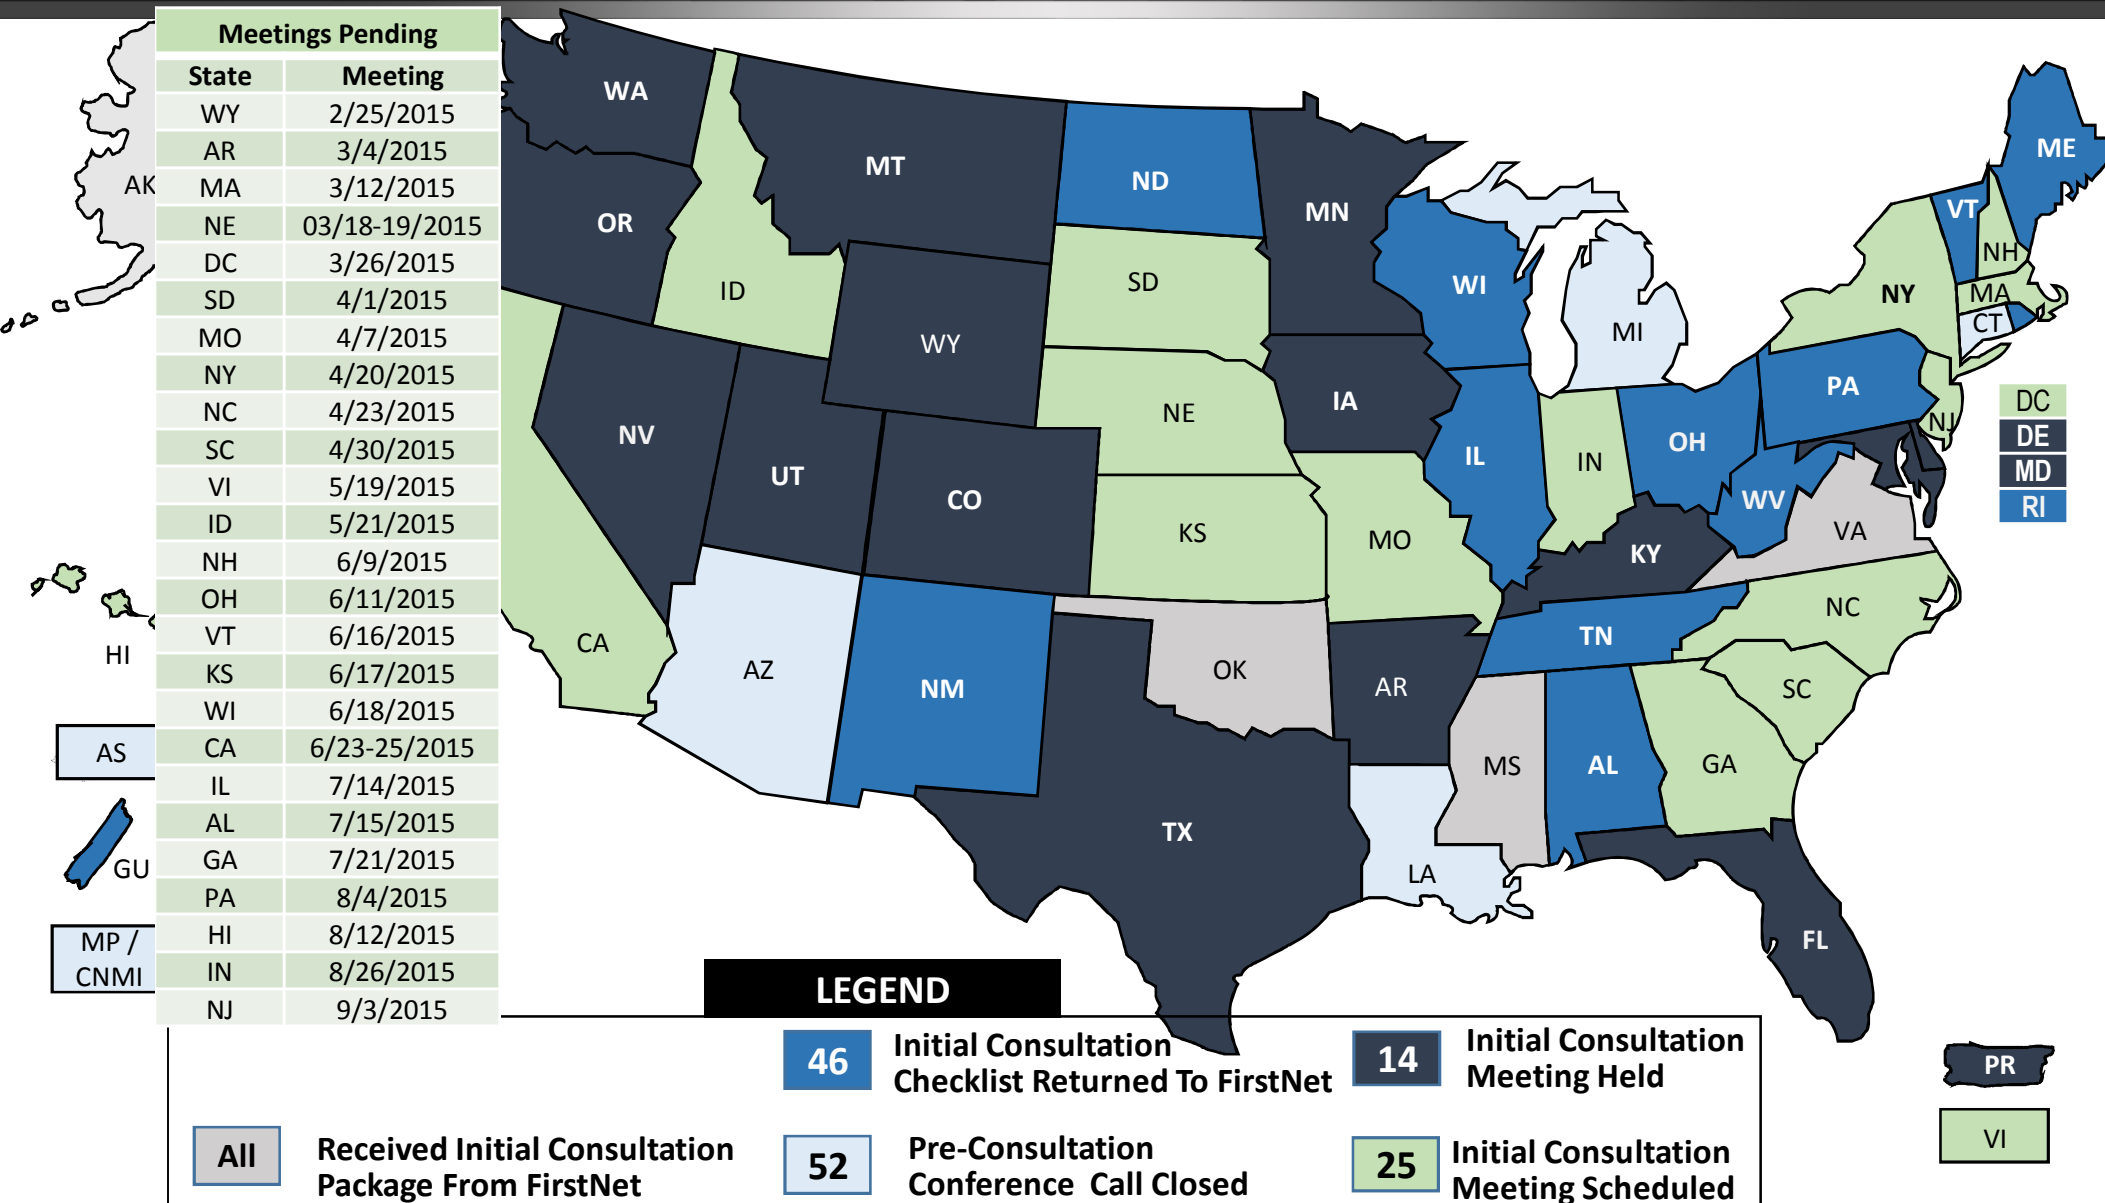 Meetings Pending
State Meeting
WY 2/25/2015
AR 3/4/2015
MA 3/12/2015
NE 03/18-19/2015
DC 3/26/2015
SD 4/1/2015
MO 4/7/2015
NY 4/20/2015
NC 4/23/2015
SC 4/30/2015
VI 5/19/2015
ID 5/21/2015
NH 6/9/2015
OH 6/11/2015
VT 6/16/2015
KS 6/17/2015
WI 6/18/2015
CA 6/23-25/2015
IL 7/14/2015
AL 7/15/2015
GA 7/21/2015
PA 8/4/2015
HI 8/12/2015
IN 8/26/2015
NJ 9/3/2015
AK
HI
AS
GU
MP /
CNMI
WA
MT
ND
MN
ME
VT
OR
NH
ID
SD
WI
NY
MA
CT
MI
WY
PA
IA
NE
NJ
NV
UT
CO
IL
IN
OH
WV
KS
MO
KY
VA
NC
CA
AZ
NM
OK
AR
TN
SC
MS
AL
GA
TX
LA
FL
DC
DE
MD
RI
PR
VI
LEGEND
46 Initial Consultation
Checklist Returned To FirstNet
14 Initial Consultation
Meeting Held
All Received Initial Consultation
Package From FirstNet
52 Pre-Consultation
Conference Call Closed
25 Initial Consultation
Meeting Scheduled